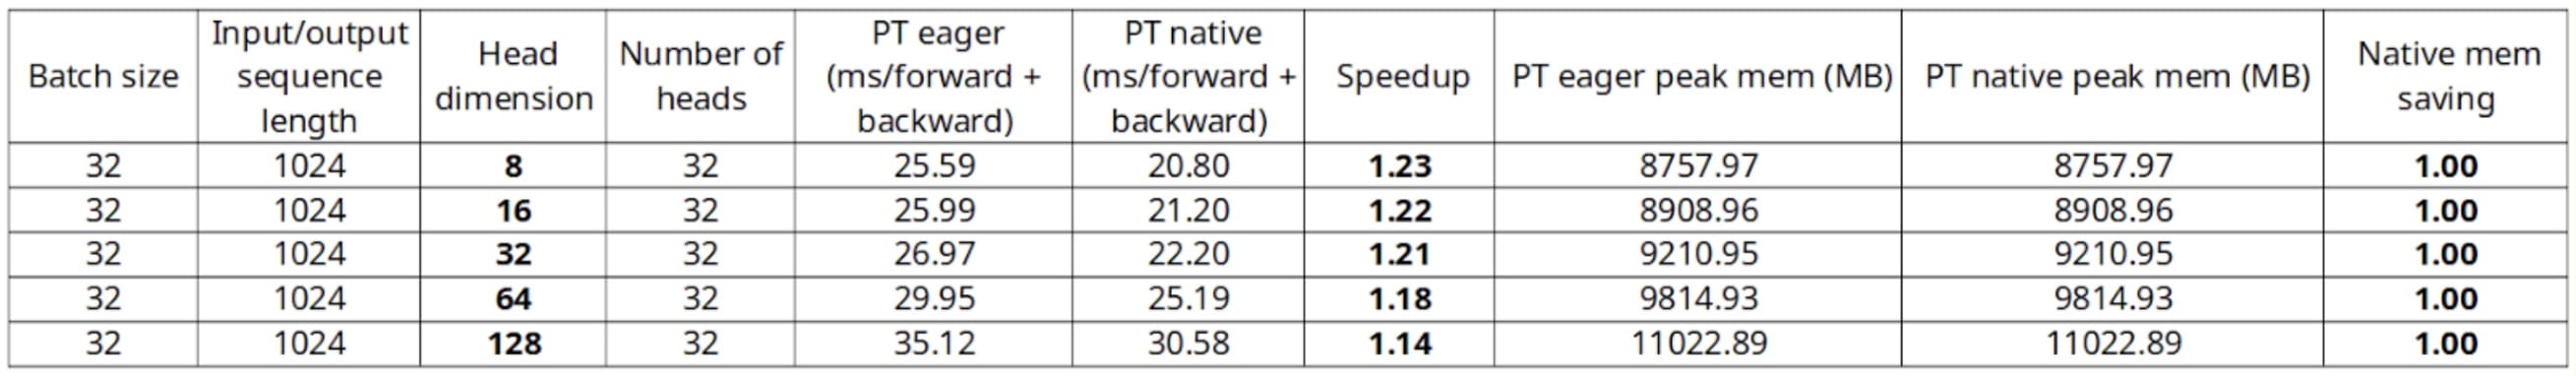 Batch size | Input/output sequence length | Head dimension | Number of heads | PT eager (ms/forward + backward) | PT native (ms/forward + backward) | Speedup | PT eager peak mem (MB) | PT native peak mem (MB) | Native mem saving
32 | 1024 | 8 | 32 | 25.59 | 20.80 | 1.23 | 8757.97 | 8757.97 | 1.00
32 | 1024 | 16 | 32 | 25.99 | 21.20 | 1.22 | 8908.96 | 8908.96 | 1.00
32 | 1024 | 32 | 32 | 26.97 | 22.20 | 1.21 | 9210.95 | 9210.95 | 1.00
32 | 1024 | 64 | 32 | 29.95 | 25.19 | 1.18 | 9814.93 | 9814.93 | 1.00
32 | 1024 | 128 | 32 | 35.12 | 30.58 | 1.14 | 11022.89 | 11022.89 | 1.00